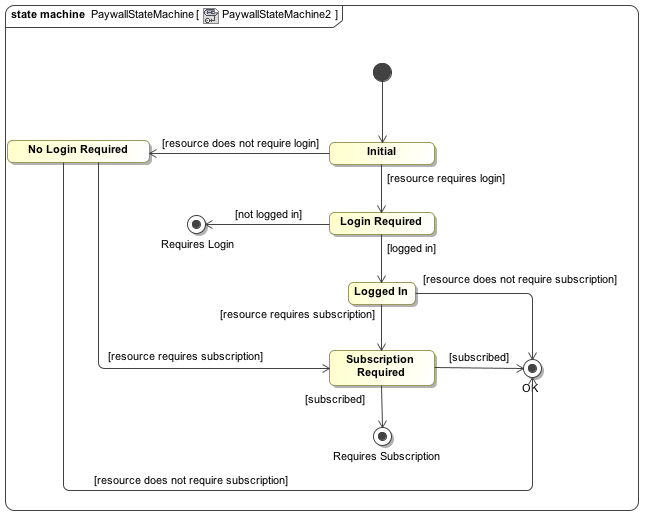 state machine PaywallStateMachine [ PaywallStateMachine2 ]
[resource does not require login]
No Login Required
Initial
[resource requires login]
[not logged in]
Login Required
Requires Login
[logged in]
[resource does not require subscription]
Logged In
[resource requires subscription]
[resource requires subscription]
Subscription
Required
[subscribed]
OK
[subscribed]
Requires Subscription
[resource does not require subscription]